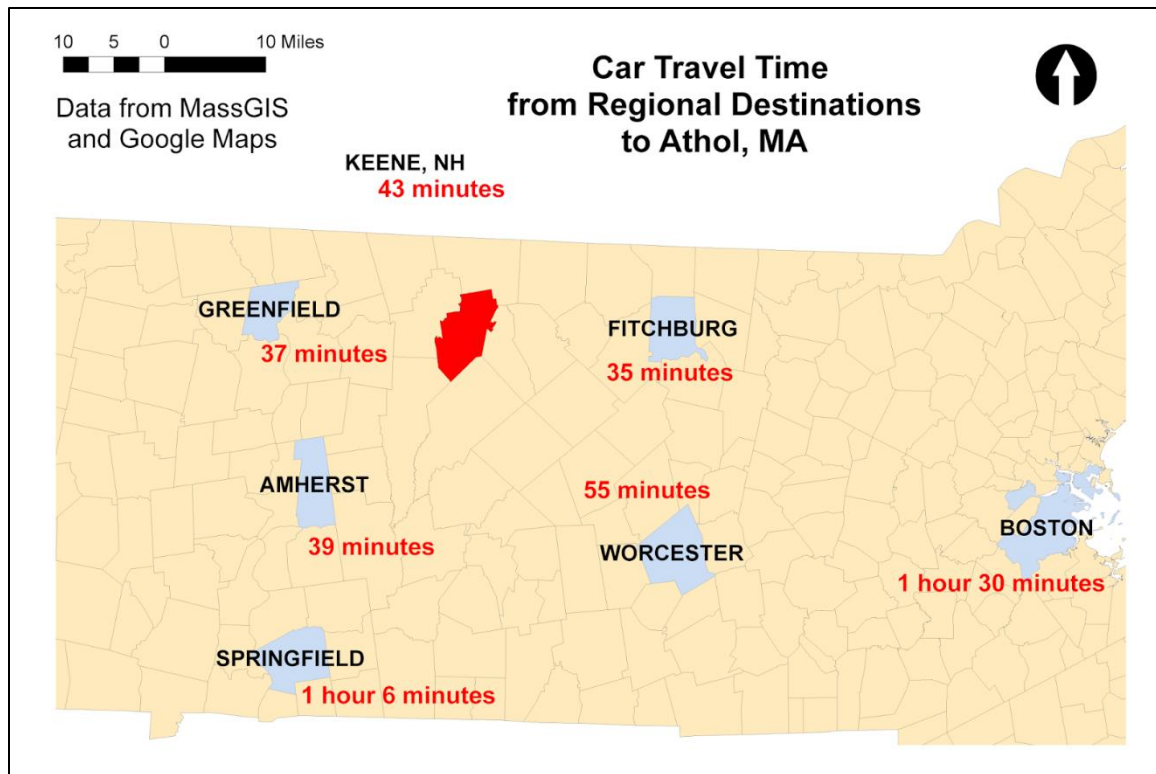 10 5 0 10 Miles
Data from MassGIS
and Google Maps
Car Travel Time
from Regional Destinations
to Athol, MA
KEENE, NH
43 minutes
GREENFIELD
37 minutes
FITCHBURG
35 minutes
AMHERST
39 minutes
55 minutes
WORCESTER
BOSTON
1 hour 30 minutes
SPRINGFIELD
1 hour 6 minutes